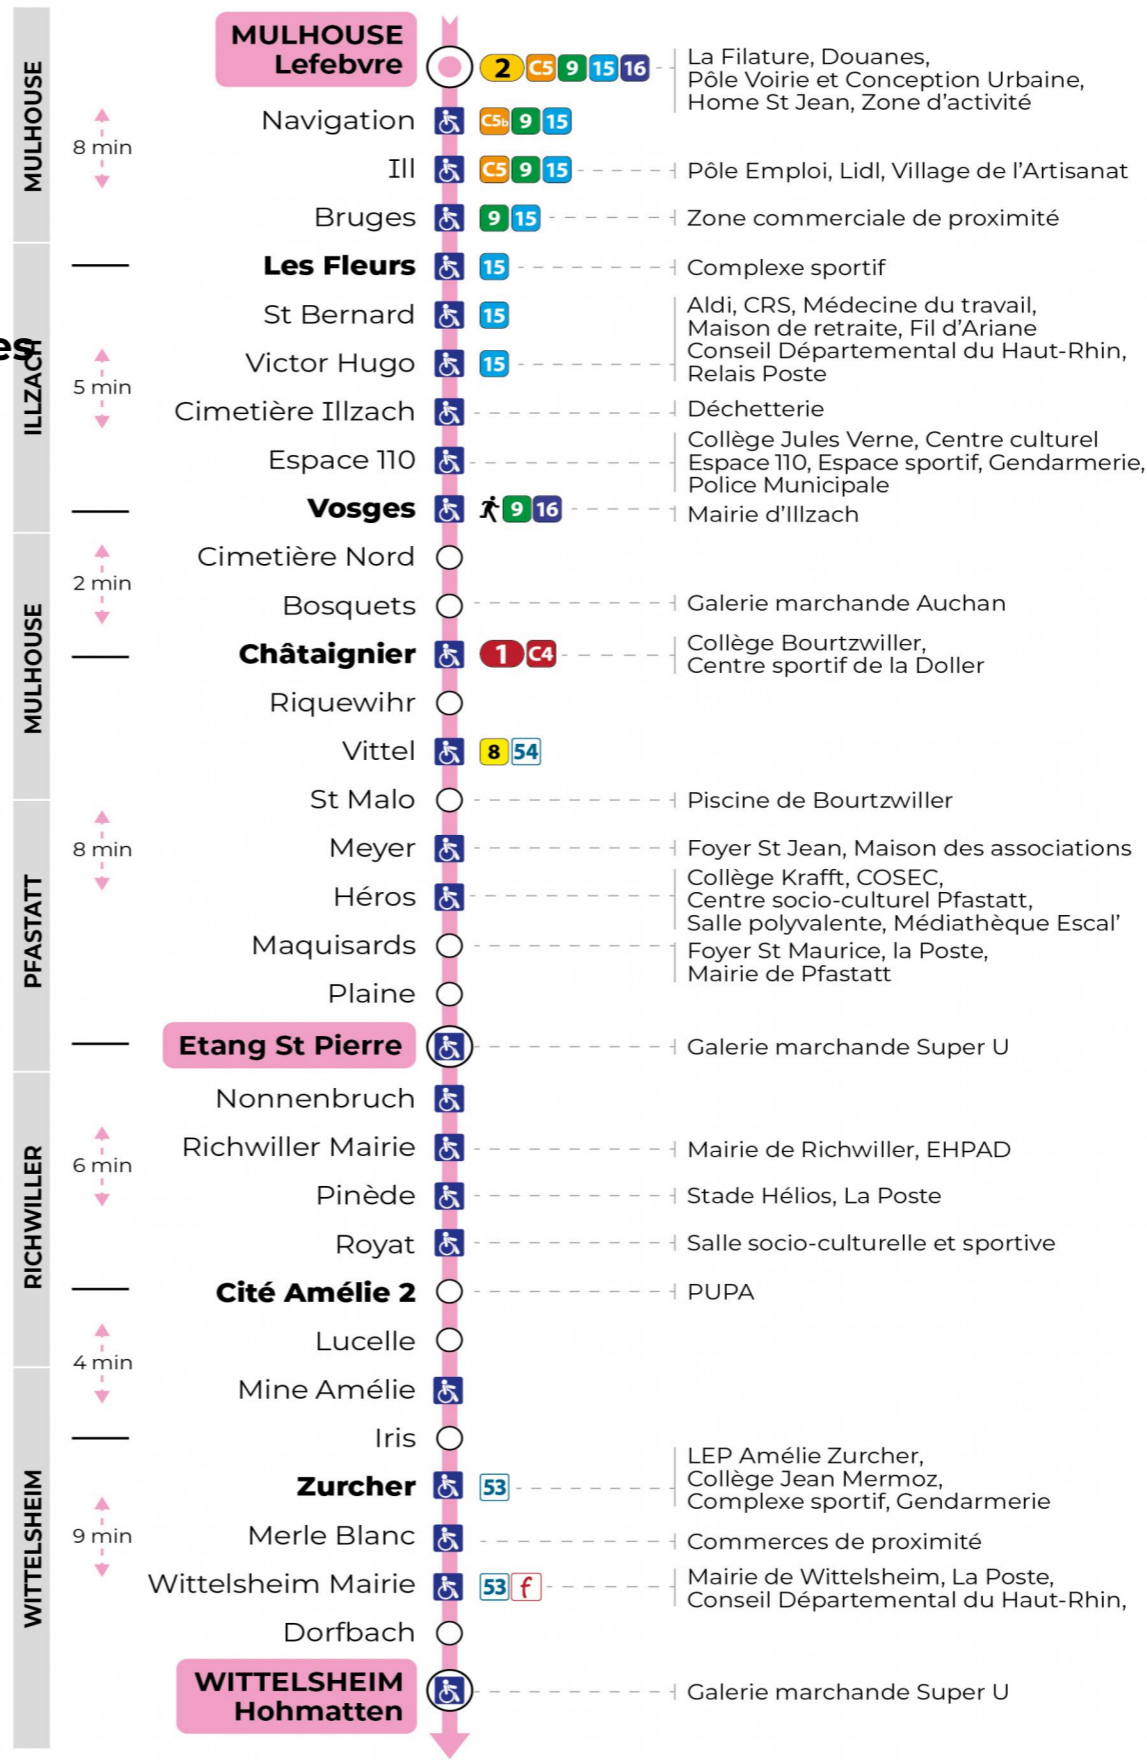 MULHOUSE
Lefebvre
2 C5 9 15 16
La Filature, Douanes,
Pôle Voirie et Conception Urbaine,
Home St Jean, Zone d'activité
MULHOUSE
8 min
Navigation
C5b 9 15
Ill
C5 9 15
Pôle Emploi, Lidl, Village de l'Artisanat
Bruges
9 15
Zone commerciale de proximité
Les Fleurs
15
Complexe sportif
St Bernard
15
Aldi, CRS, Médecine du travail,
Maison de retraite, Fil d'Ariane
Conseil Départemental du Haut-Rhin,
Relais Poste
es
ILLZACH
5 min
Victor Hugo
15
Cimetière Illzach
Déchetterie
Espace 110
Collège Jules Verne, Centre culturel
Espace 110, Espace sportif, Gendarmerie,
Police Municipale
Vosges
9 16
Mairie d'Illzach
Cimetière Nord
2 min
Bosquets
Galerie marchande Auchan
MULHOUSE
Châtaignier
1 C4
Collège Bourtzwiller,
Centre sportif de la Doller
Riquewihr
Vittel
8 54
St Malo
Piscine de Bourtzwiller
8 min
Meyer
Foyer St Jean, Maison des associations
Héros
Collège Krafft, COSEC,
Centre socio-culturel Pfastatt,
Salle polyvalente, Médiathèque Escal'
PFASTATT
Maquisards
Foyer St Maurice, la Poste,
Mairie de Pfastatt
Plaine
Etang St Pierre
Galerie marchande Super U
Nonnenbruch
Richwiller Mairie
Mairie de Richwiller, EHPAD
6 min
RICHWILLER
Pinède
Stade Hélios, La Poste
Royat
Salle socio-culturelle et sportive
Cité Amélie 2
PUPA
Lucelle
4 min
Mine Amélie
Iris
Zurcher
53
LEP Amélie Zurcher,
Collège Jean Mermoz,
Complexe sportif, Gendarmerie
WITTELSHEIM
9 min
Merle Blanc
Commerces de proximité
Wittelsheim Mairie
53 f
Mairie de Wittelsheim, La Poste,
Conseil Départemental du Haut-Rhin,
Dorfbach
WITTELSHEIM
Hohmatten
Galerie marchande Super U